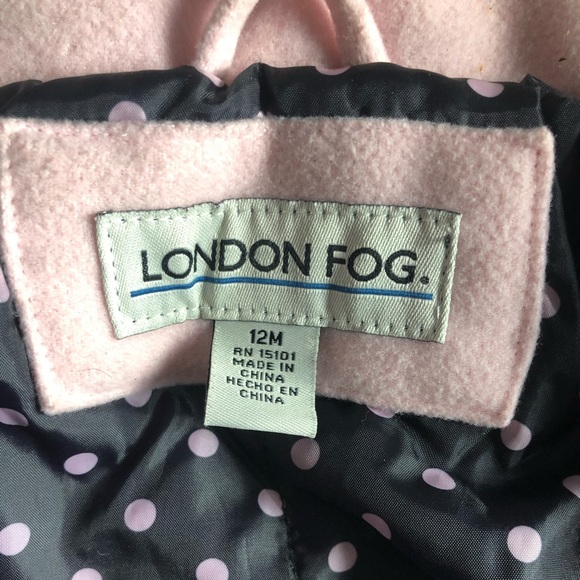 LONDON FOG.
12M
RN 15101
MADE IN
CHINA
HECHO EN
CHINA